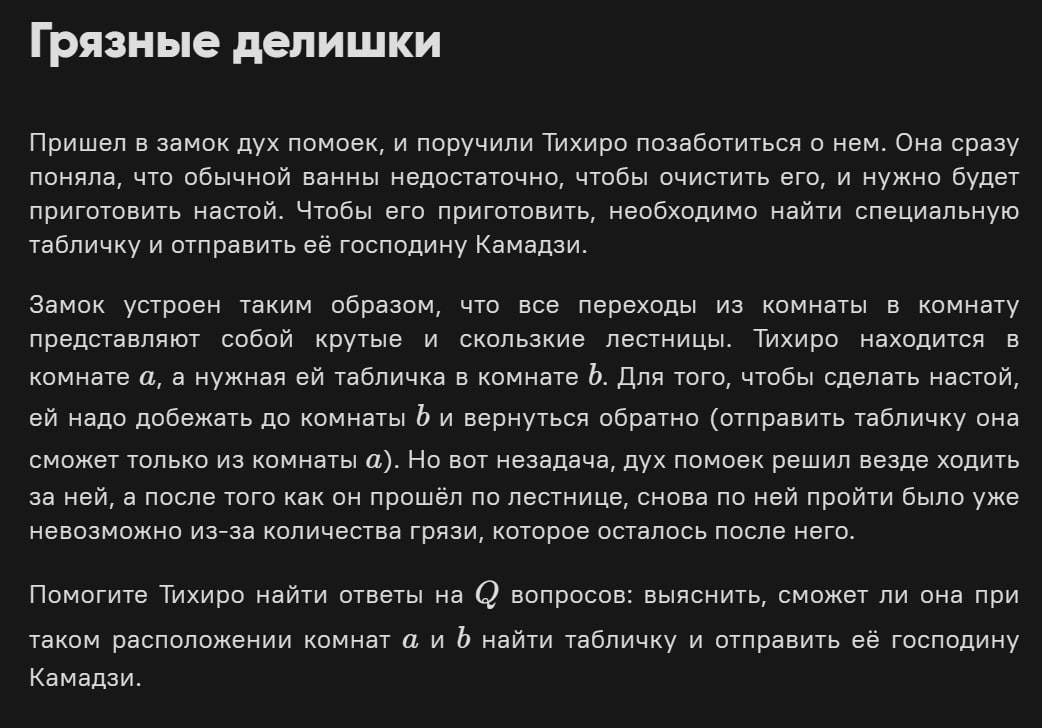 Грязные делишки
Пришел в замок дух помоек, и поручили Тихиро позаботиться о нем. Она сразу
поняла, что обычной ванны недостаточно, чтобы очистить его, и нужно будет
приготовить настой. Чтобы его приготовить, необходимо найти специальную
табличку и отправить её господину Камадзи.
Замок устроен таким образом, что все переходы из комнаты в комнату
представляют собой крутые и скользкие лестницы. Тихиро находится в
комнате a, а нужная ей табличка в комнате b. Для того, чтобы сделать настой,
ей надо добежать до комнаты b и вернуться обратно (отправить табличку она
сможет только из комнаты a). Но вот незадача, дух помоек решил везде ходить
за ней, а после того как он прошёл по лестнице, снова по ней пройти было уже
невозможно из-за количества грязи, которое осталось после него.
Помогите Тихиро найти ответы на Q вопросов: выяснить, сможет ли она при
таком расположении комнат a и b найти табличку и отправить её господину
Камадзи.